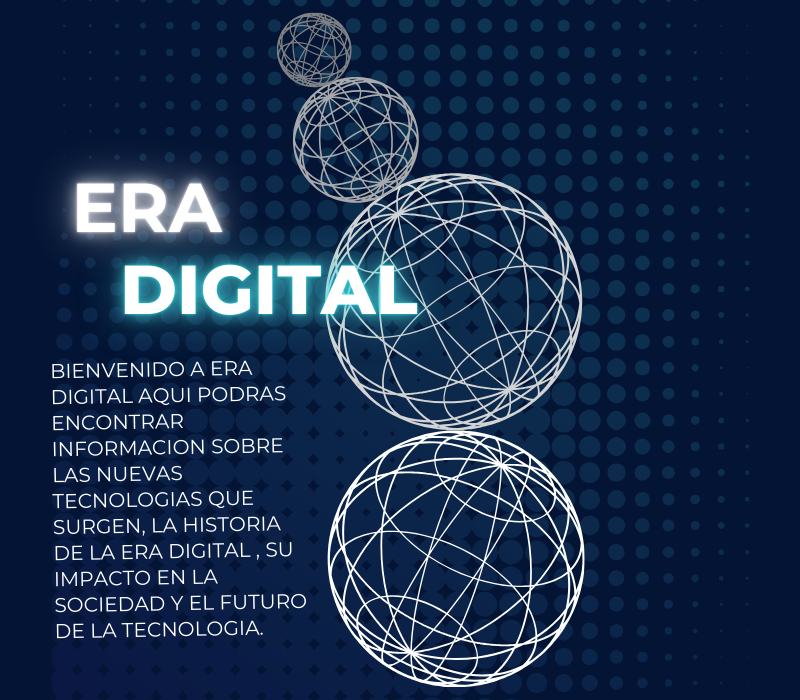 ERA
DIGITAL
BIENVENIDO A ERA
DIGITAL AQUI PODRAS
ENCONTRAR
INFORMACION SOBRE
LAS NUEVAS
TECNOLOGIAS QUE
SURGEN, LA HISTORIA
DE LA ERA DIGITAL , SU
IMPACTO EN LA
SOCIEDAD Y EL FUTURO
DE LA TECNOLOGIA.